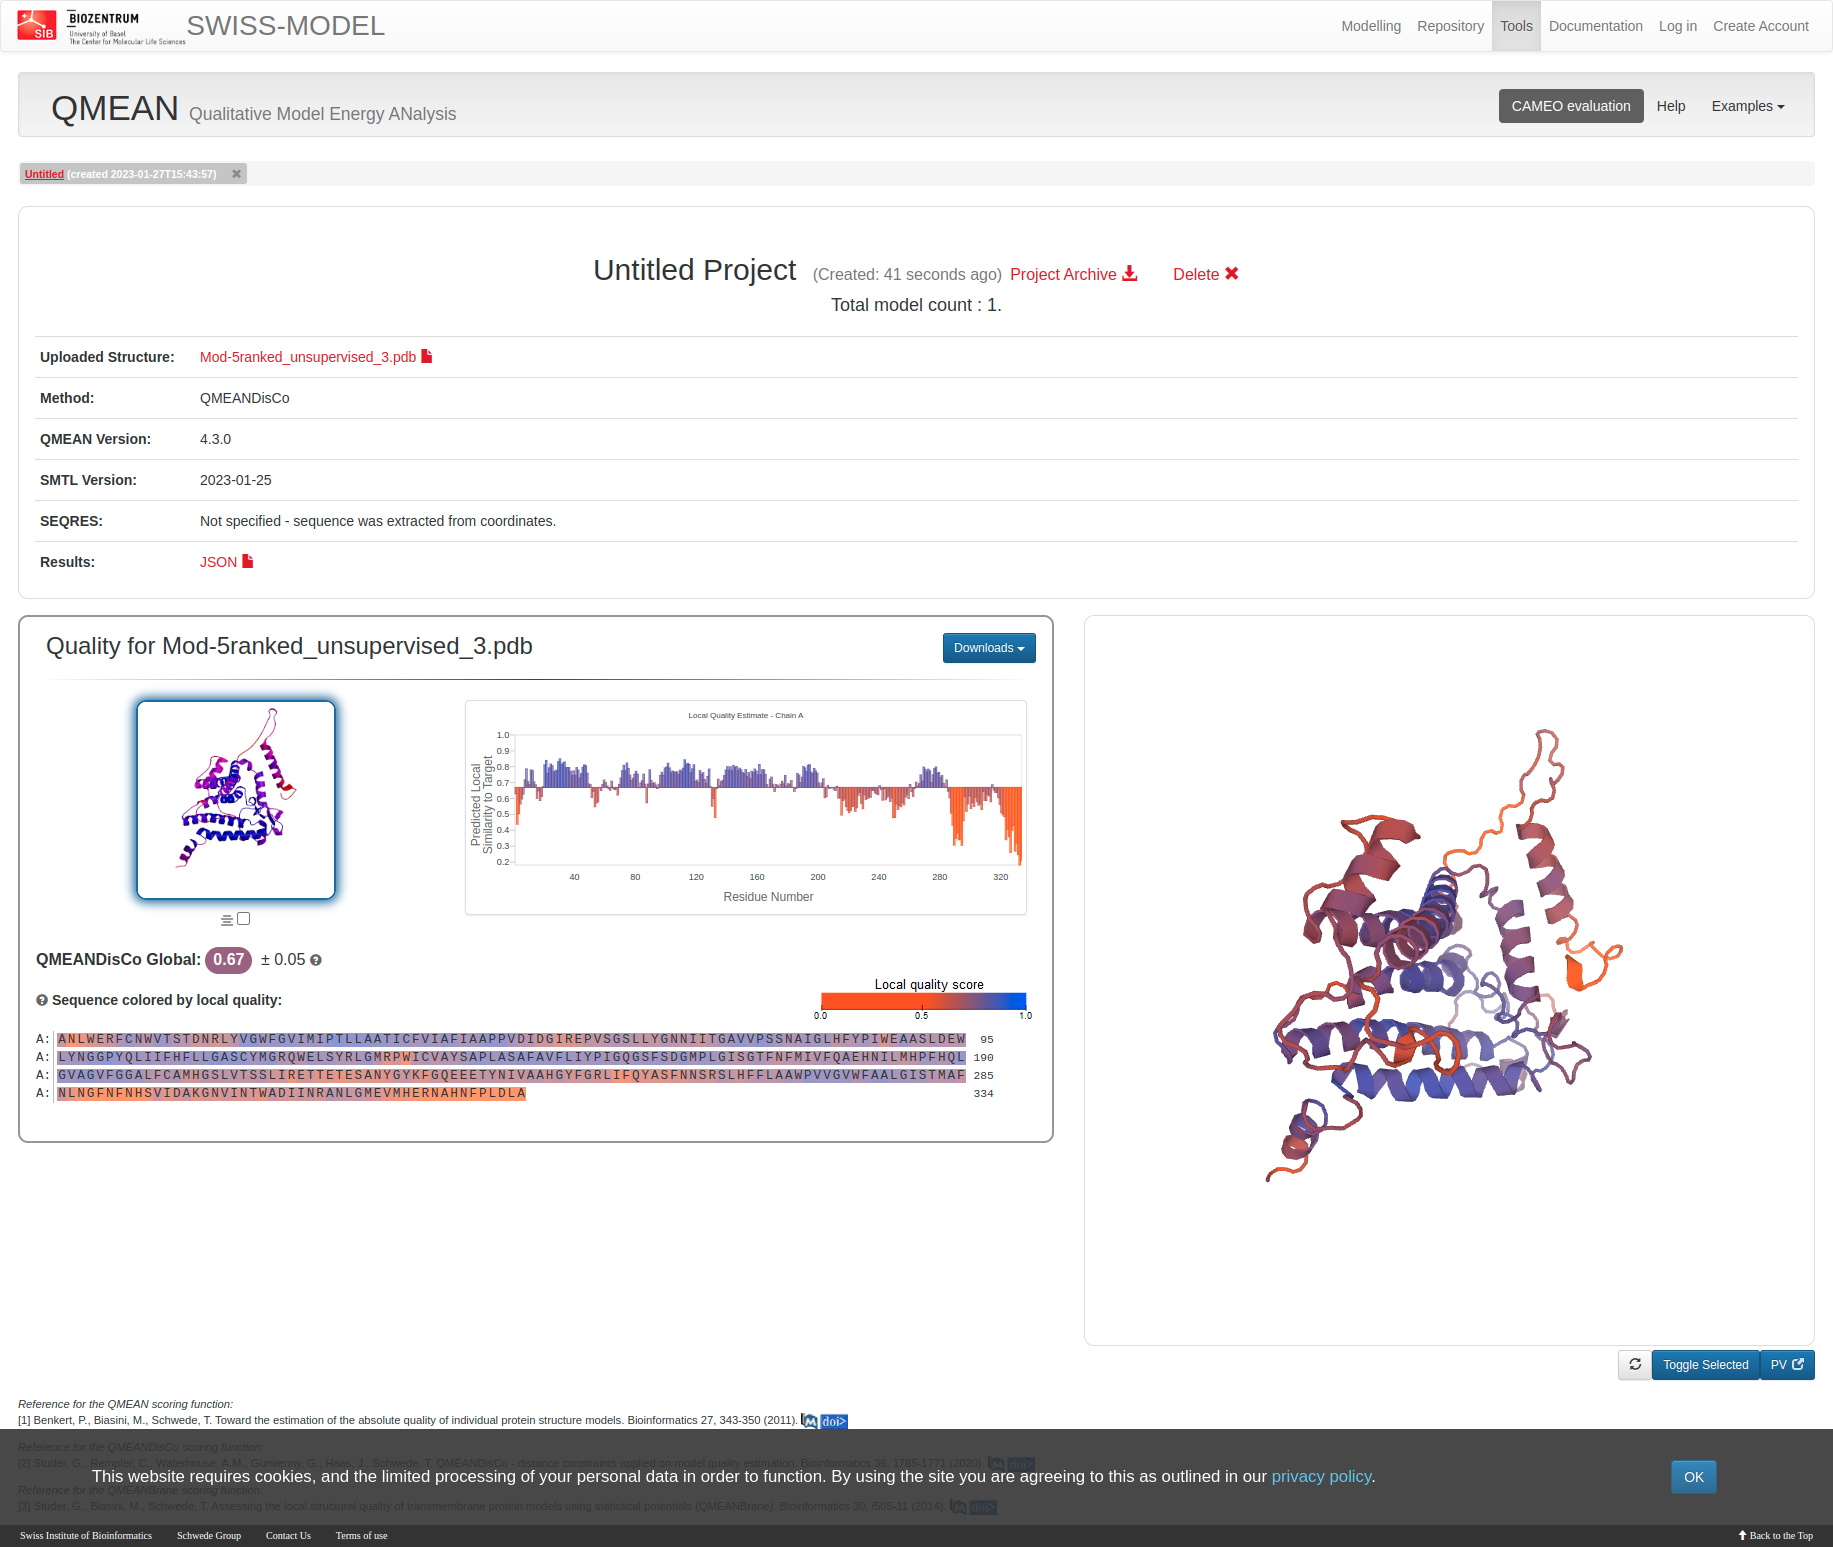 SIB
BIOZENTRUM
University of Basel
The Center for Molecular Life Sciences
SWISS-MODEL
Modelling Repository Tools Documentation Log in Create Account
QMEAN Qualitative Model Energy ANalysis
CAMEO evaluation Help Examples
Untitled (created 2023-01-27T15:43:57) ✖
Untitled Project (Created: 41 seconds ago) Project Archive Delete ✖
Total model count : 1.
Uploaded Structure: Mod-5ranked_unsupervised_3.pdb
Method: QMEANDisCo
QMEAN Version: 4.3.0
SMTL Version: 2023-01-25
SEQRES: Not specified - sequence was extracted from coordinates.
Results: JSON
Quality for Mod-5ranked_unsupervised_3.pdb
Downloads
Local Quality Estimate - Chain A
Predicted Local
Similarity to Target
1.0
0.9
0.8
0.7
0.6
0.5
0.4
0.3
0.2
40 80 120 160 200 240 280 320
Residue Number
QMEANDisCo Global: 0.67 ± 0.05
Sequence colored by local quality:
Local quality score
0.0 0.5 1.0
A: ANLWERFCNWVTSTDNRLYVGWFGVIMIPTLLAATICFVIAFIAAPPVDIDGIREPVSGSLLYGNNIITGAVVPSSNAIGLHFYPIWEAASLDEW 95
A: LYNGGPYQLIIFHFLLGASCYMGRQWELSYRLGMRPWICVAYSAPLASAFAVFLIYPIGQGSFSDGMPLGISGTFNFMIVFQAEHNILMHPFHQL 190
A: GVAGVFGGALFCAMHGSLVTSSLIRETTETESANYGYKFGQEEETYNIVAAHGYFGRLIFQYASFNNSRSLHFFLAAWPVVGVWFAALGISTMAF 285
A: NLNGFNFNHSVIDAKGNVINTWADIINRANLGMEVMHERNAHNFPLDLA 334
Toggle Selected PV
Reference for the QMEAN scoring function:
[1] Benkert, P., Biasini, M., Schwede, T. Toward the estimation of the absolute quality of individual protein structure models. Bioinformatics 27, 343-350 (2011). M doi>
Reference for the QMEANDisCo scoring function:
[2] Studer, G., Rempfer, C., Waterhouse, A.M., Gumienny, G., Haas, J., Schwede, T. QMEANDisCo - distance constraints applied on model quality estimation. Bioinformatics 36, 1765-1771 (2020). M doi>
This website requires cookies, and the limited processing of your personal data in order to function. By using the site you are agreeing to this as outlined in our privacy policy. OK
Reference for the QMEANBrane scoring function:
[3] Studer, G., Biasini, M., Schwede, T. Assessing the local structural quality of transmembrane protein models using statistical potentials (QMEANBrane). Bioinformatics 30, i505-11 (2014). M doi>
Swiss Institute of Bioinformatics Schwede Group Contact Us Terms of use Back to the Top